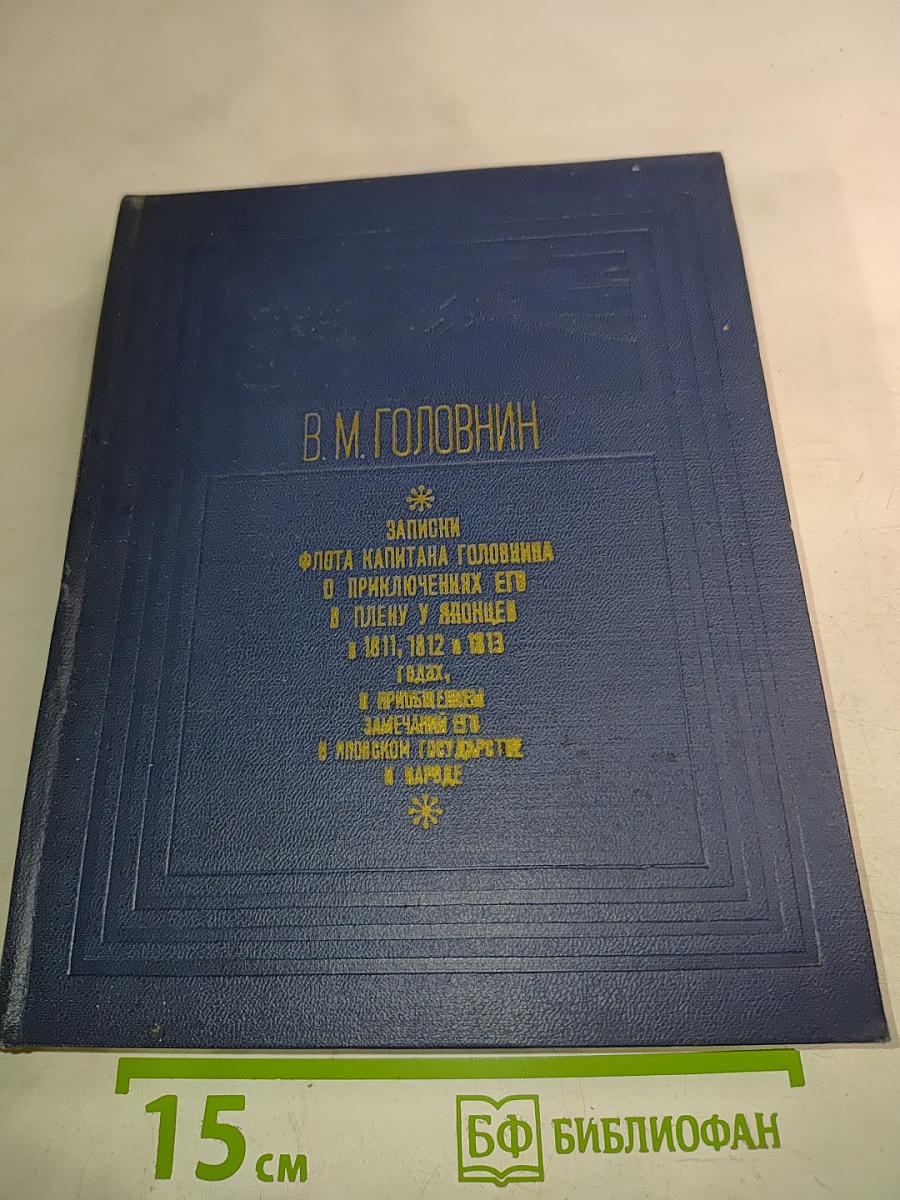 В. М. ГОЛОВНИН
ЗАПИСКИ
ФЛОТА КАПИТАНА ГОЛОВНИНА
О ПРИКЛЮЧЕНИЯХ ЕГО
В ПЛЕНУ У ЯПОНЦЕВ
в 1811, 1812 и 1813
годах,
С ПРИОБЩЕНИЕМ
ЗАМЕЧАНИЙ ЕГО
О ЯПОНСКОМ ГОСУДАРСТВЕ
И НАРОДЕ
15 см
БФ БИБЛИОФАН